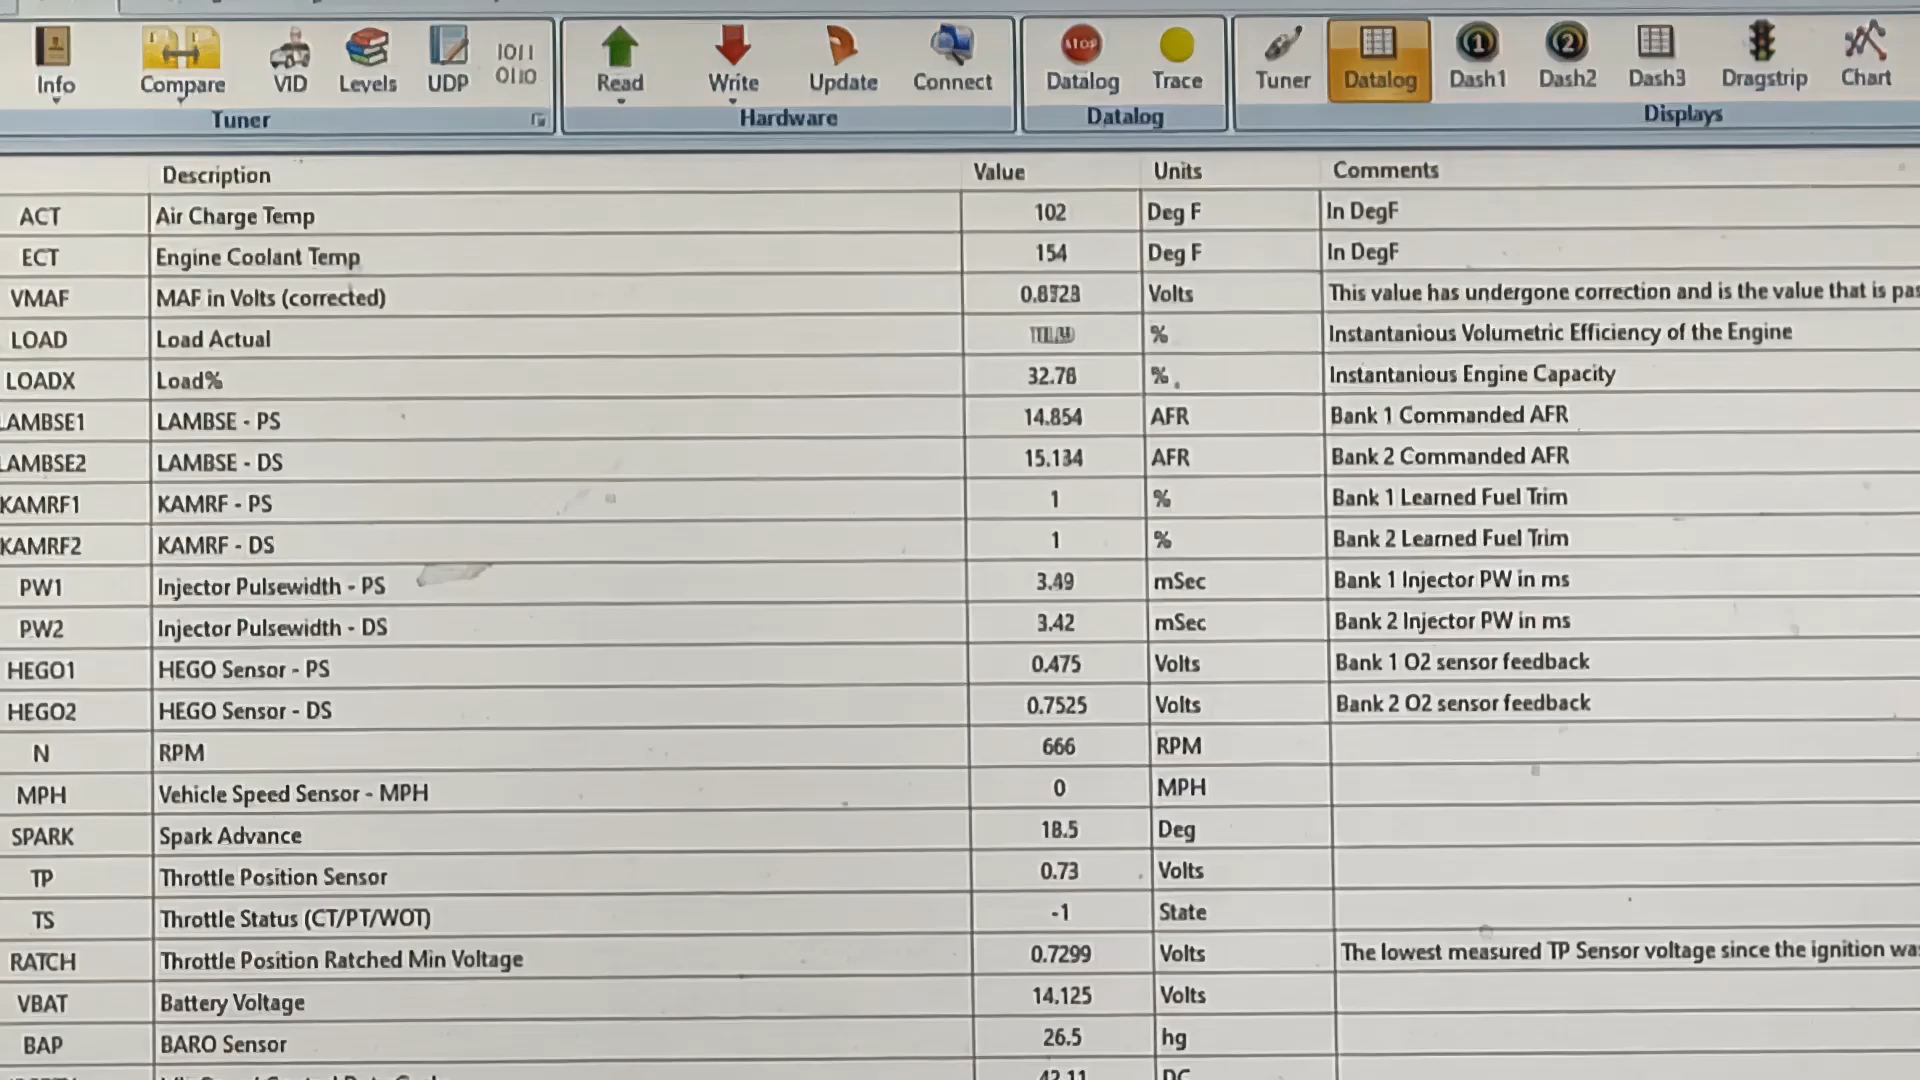 Info Compare VID Levels UDP 1011 0110 Read Write Update Connect STOP Datalog Trace Tuner Datalog 1 Dash1 2 Dash2 Dash3 Dragstrip Chart
Tuner Hardware Datalog Displays
Description Value Units Comments
ACT Air Charge Temp 102 Deg F In DegF
ECT Engine Coolant Temp 154 Deg F In DegF
VMAF MAF in Volts (corrected) Volts This value has undergone correction and is the value that is pas
LOAD Load Actual % Instantanious Volumetric Efficiency of the Engine
LOADX Load% 32.78 % Instantanious Engine Capacity
LAMBSE1 LAMBSE - PS 14.854 AFR Bank 1 Commanded AFR
LAMBSE2 LAMBSE - DS 15.134 AFR Bank 2 Commanded AFR
KAMRF1 KAMRF - PS 1 % Bank 1 Learned Fuel Trim
KAMRF2 KAMRF - DS 1 % Bank 2 Learned Fuel Trim
PW1 Injector Pulsewidth - PS 3.49 mSec Bank 1 Injector PW in ms
PW2 Injector Pulsewidth - DS 3.42 mSec Bank 2 Injector PW in ms
HEGO1 HEGO Sensor - PS 0.475 Volts Bank 1 O2 sensor feedback
HEGO2 HEGO Sensor - DS 0.7525 Volts Bank 2 O2 sensor feedback
N RPM 666 RPM
MPH Vehicle Speed Sensor - MPH 0 MPH
SPARK Spark Advance 18.5 Deg
TP Throttle Position Sensor 0.73 Volts
TS Throttle Status (CT/PT/WOT) -1 State
RATCH Throttle Position Ratched Min Voltage 0.7299 Volts The lowest measured TP Sensor voltage since the ignition wa
VBAT Battery Voltage 14.125 Volts
BAP BARO Sensor 26.5 hg
42.11 DC